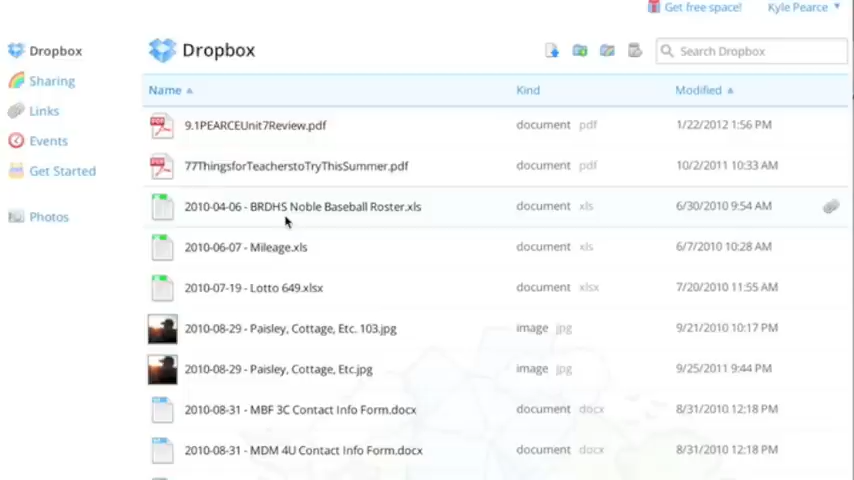 Get free space! Kyle Pearce
Dropbox
Sharing
Links
Events
Get Started
Photos
Dropbox
Search Dropbox
Name Kind Modified
9.1PEARCEUnit7Review.pdf document pdf 1/22/2012 1:56 PM
77ThingsforTeacherstoTryThisSummer.pdf document pdf 10/2/2011 10:33 AM
2010-04-06 - BRDHS Noble Baseball Roster.xls document xls 6/30/2010 9:54 AM
2010-06-07 - Mileage.xls document xls 6/7/2010 10:28 AM
2010-07-19 - Lotto 649.xlsx document xlsx 7/20/2010 11:55 AM
2010-08-29 - Paisley, Cottage, Etc. 103.jpg image jpg 9/21/2010 10:17 PM
2010-08-29 - Paisley, Cottage, Etc.jpg image jpg 9/25/2011 9:44 PM
2010-08-31 - MBF 3C Contact Info Form.docx document docx 8/31/2010 12:18 PM
2010-08-31 - MDM 4U Contact Info Form.docx document docx 8/31/2010 12:18 PM